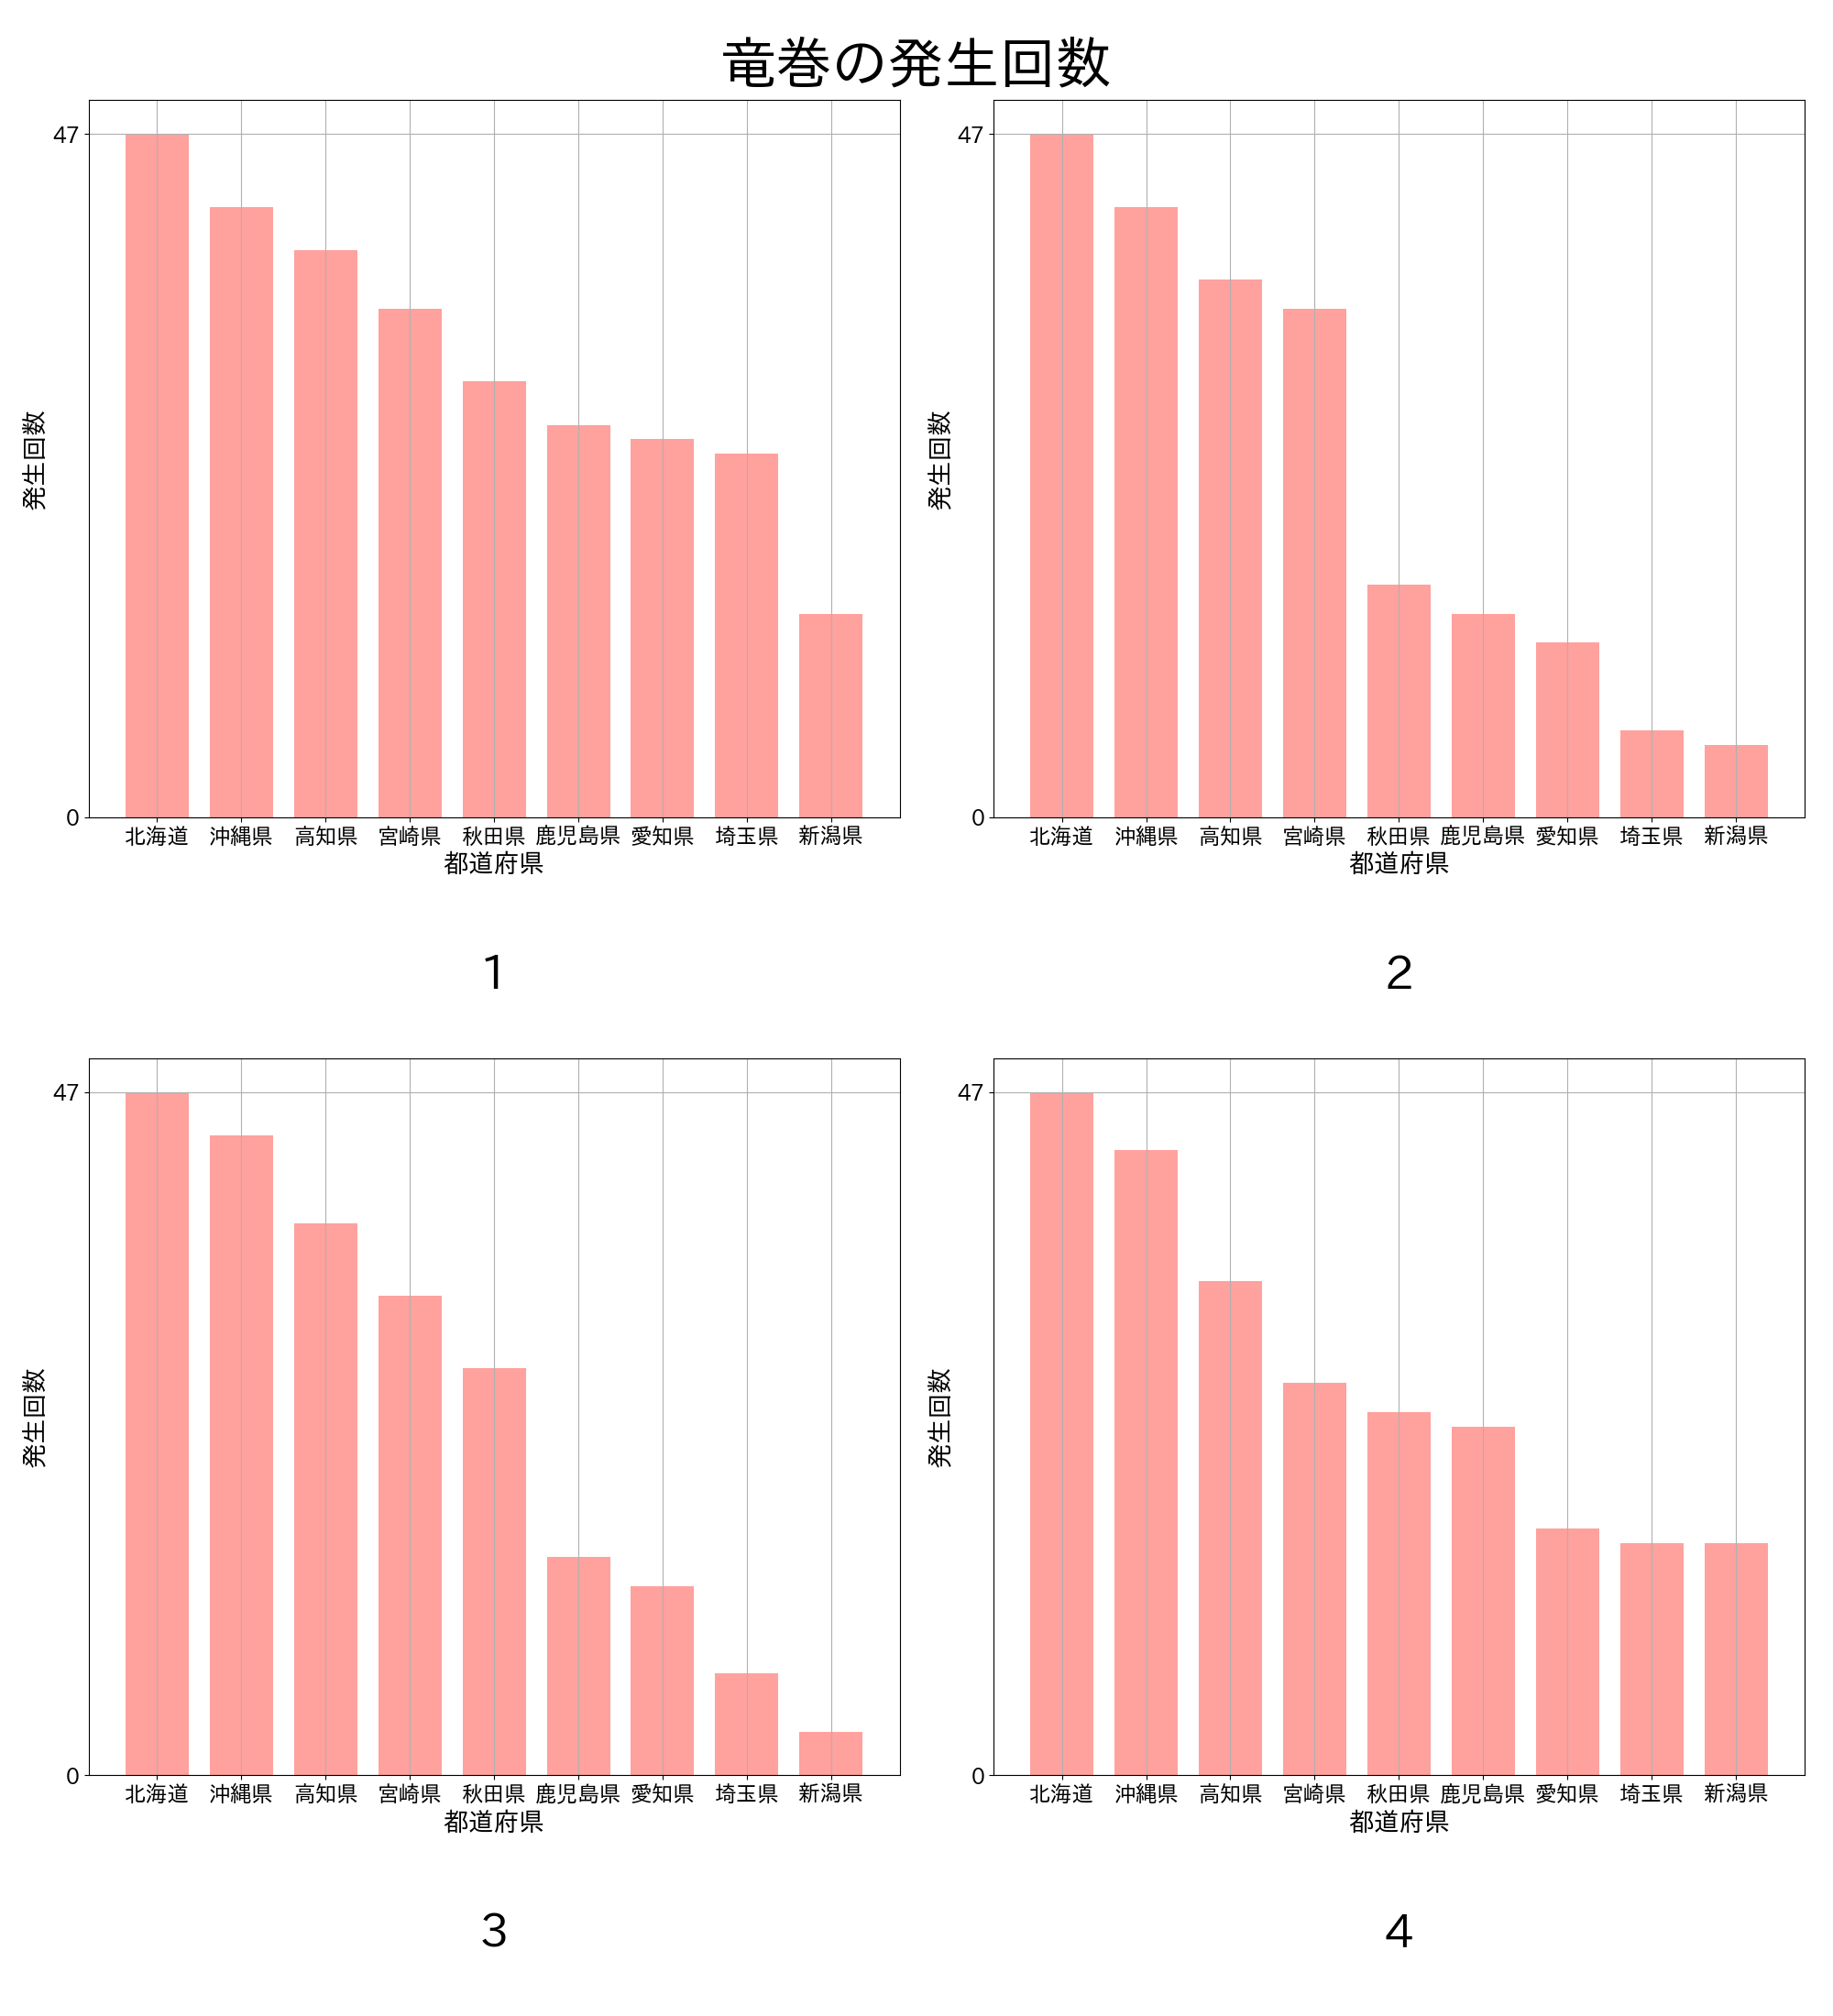 竜巻の発生回数
47
0
発生回数
北海道 沖縄県 高知県 宮崎県 秋田県 鹿児島県 愛知県 埼玉県 新潟県
都道府県
1
47
0
発生回数
北海道 沖縄県 高知県 宮崎県 秋田県 鹿児島県 愛知県 埼玉県 新潟県
都道府県
2
47
0
発生回数
北海道 沖縄県 高知県 宮崎県 秋田県 鹿児島県 愛知県 埼玉県 新潟県
都道府県
3
47
0
発生回数
北海道 沖縄県 高知県 宮崎県 秋田県 鹿児島県 愛知県 埼玉県 新潟県
都道府県
4